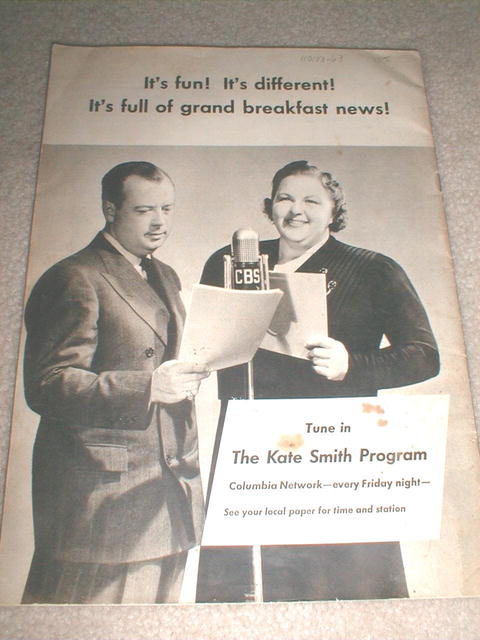 It's fun! It's different!
It's full of grand breakfast news!
CBS
Tune in
The Kate Smith Program
Columbia Network—every Friday night—
See your local paper for time and station